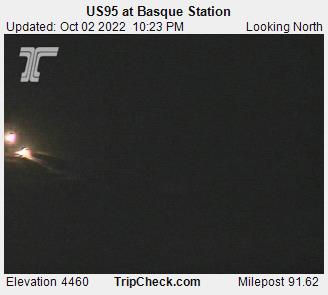 US95 at Basque Station
Updated: Oct 02 2022 10:23 PM Looking North
Elevation 4460 TripCheck.com Milepost 91.62